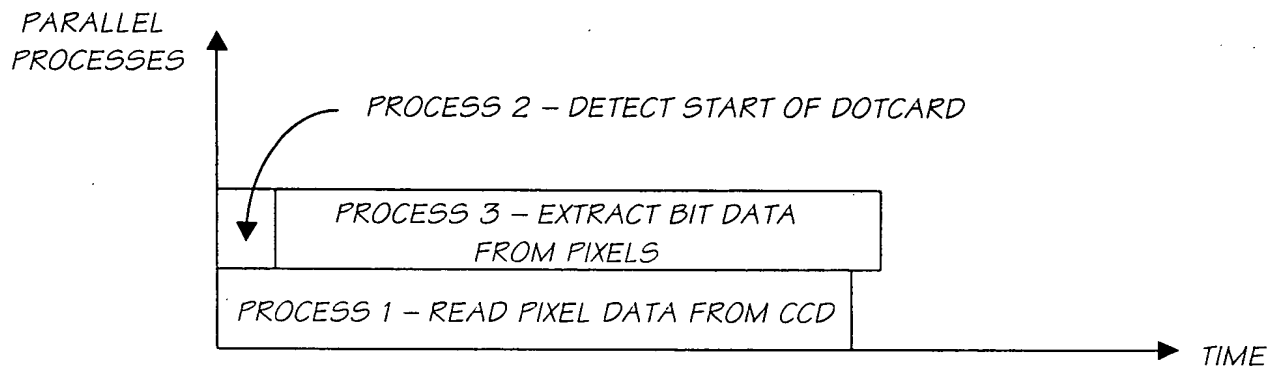 PARALLEL
PROCESSES
PROCESS 2 – DETECT START OF DOTCARD
PROCESS 3 – EXTRACT BIT DATA
FROM PIXELS
PROCESS 1 – READ PIXEL DATA FROM CCD
TIME